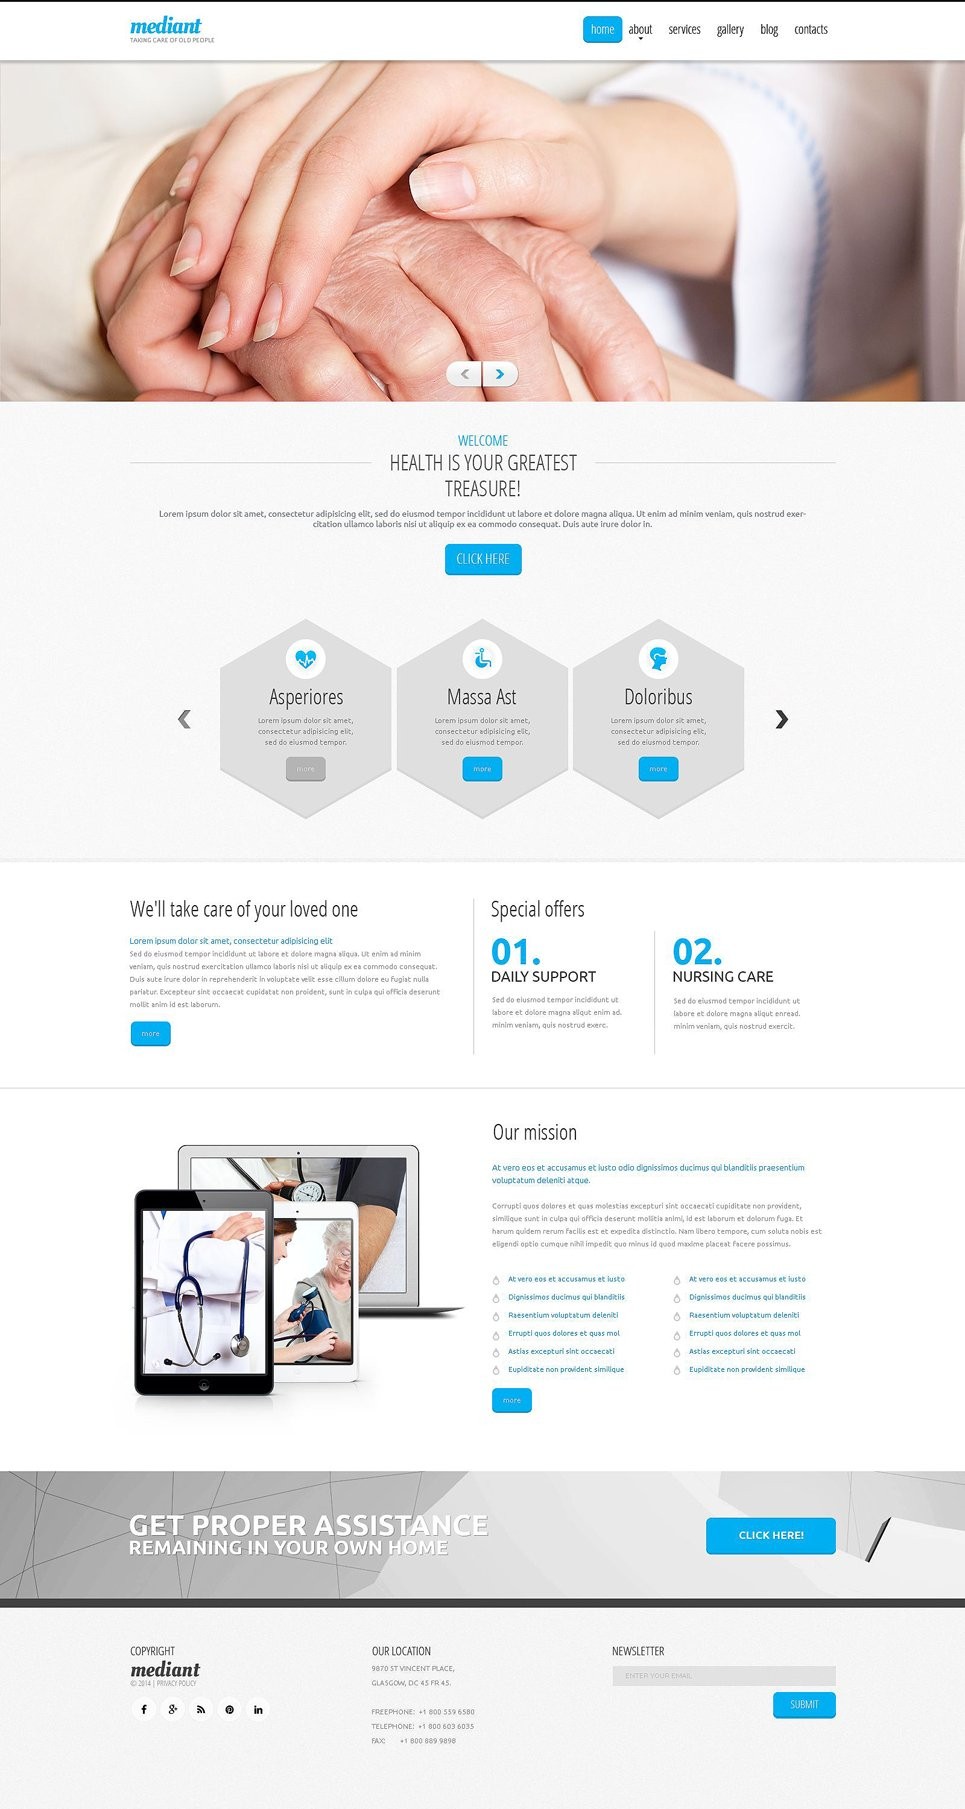 mediant
TAKING CARE OF OLD PEOPLE
home about services gallery blog contacts
WELCOME
HEALTH IS YOUR GREATEST
TREASURE!
Lorem ipsum dolor sit amet, consectetur adipisicing elit, sed do eiusmod tempor incididunt ut labore et dolore magna aliqua. Ut enim ad minim veniam, quis nostrud exer-
citation ullamco laboris nisi ut aliquip ex ea commodo consequat. Duis aute irure dolor in.
CLICK HERE
Asperiores
Lorem ipsum dolor sit amet,
consectetur adipisicing elit,
sed do eiusmod tempor.
more
Massa Ast
Lorem ipsum dolor sit amet,
consectetur adipisicing elit,
sed do eiusmod tempor.
more
Doloribus
Lorem ipsum dolor sit amet,
consectetur adipisicing elit,
sed do eiusmod tempor.
more
We'll take care of your loved one
Lorem ipsum dolor sit amet, consectetur adipisicing elit
Sed do eiusmod tempor incididunt ut labore et dolore magna aliqua. Ut enim ad minim
veniam, quis nostrud exercitation ullamco laboris nisi ut aliquip ex ea commodo consequat.
Duis aute irure dolor in reprehenderit in voluptate velit esse cillum dolore eu fugiat nulla
pariatur. Excepteur sint occaecat cupidatat non proident, sunt in culpa qui officia deserunt
mollit anim id est laborum.
more
Special offers
01.
DAILY SUPPORT
Sed do eiusmod tempor incididunt ut
labore et dolore magna aliqut enim ad.
minim veniam, quis nostrud exerc.
02.
NURSING CARE
Sed do eiusmod tempor incididunt ut
labore et dolore magna aliqut enread.
minim veniam, quis nostrud exercit.
Our mission
At vero eos et accusamus et iusto odio dignissimos ducimus qui blanditiis praesentium
voluptatum deleniti atque.
Corrupti quos dolores et quas molestias excepturi sint occaecati cupiditate non provident,
similique sunt in culpa qui officia deserunt mollitia animi, id est laborum et dolorum fuga. Et
harum quidem rerum facilis est et expedita distinctio. Nam libero tempore, cum soluta nobis est
eligendi optio cumque nihil impedit quo minus id quod maxime placeat facere possimus.
At vero eos et accusamus et iusto
Dignissimos ducimus qui blanditiis
Raesentium voluptatum deleniti
Errupti quos dolores et quas mol
Astias excepturi sint occaecati
Eupiditate non provident similique
At vero eos et accusamus et iusto
Dignissimos ducimus qui blanditiis
Raesentium voluptatum deleniti
Errupti quos dolores et quas mol
Astias excepturi sint occaecati
Eupiditate non provident similique
more
GET PROPER ASSISTANCE
REMAINING IN YOUR OWN HOME
CLICK HERE!
COPYRIGHT
mediant
© 2014 | PRIVACY POLICY
OUR LOCATION
9870 ST VINCENT PLACE,
GLASGOW, DC 45 FR 45.
FREEPHONE: +1 800 559 6580
TELEPHONE: +1 800 603 6035
FAX: +1 800 889 9898
NEWSLETTER
ENTER YOUR EMAIL
SUBMIT